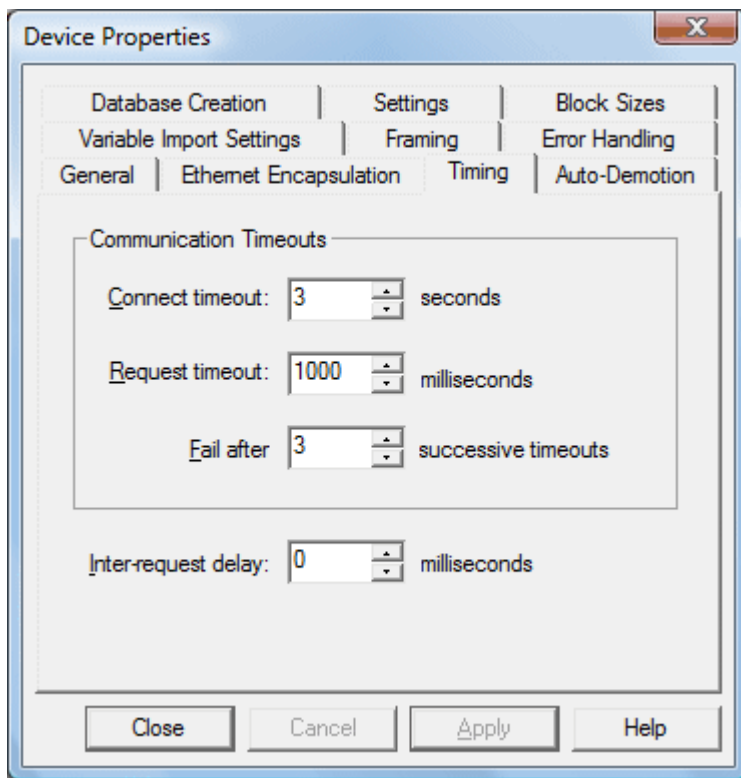 Device Properties
Database Creation Settings Block Sizes
Variable Import Settings Framing Error Handling
General Ethernet Encapsulation Timing Auto-Demotion
Communication Timeouts
Connect timeout: 3 seconds
Request timeout: 1000 milliseconds
Fail after 3 successive timeouts
Inter-request delay: 0 milliseconds
Close Cancel Apply Help